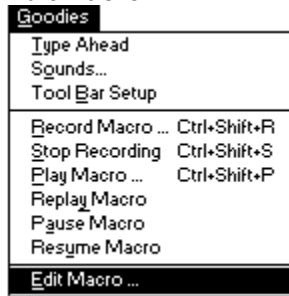 Goodies
Type Ahead
Sounds...
Tool Bar Setup
Record Macro ... Ctrl+Shift+R
Stop Recording Ctrl+Shift+S
Play Macro ... Ctrl+Shift+P
Replay Macro
Pause Macro
Resume Macro
Edit Macro ...